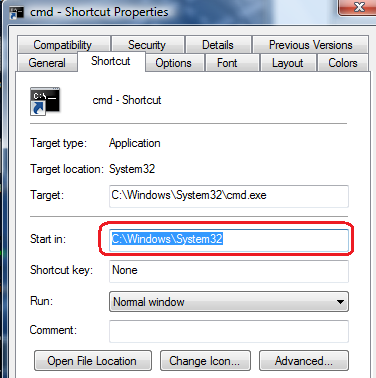 cmd - Shortcut Properties
Compatibility Security Details Previous Versions
General Shortcut Options Font Layout Colors
C:\
cmd - Shortcut
Target type: Application
Target location: System32
Target: C:\Windows\System32\cmd.exe
Start in: C:\Windows\System32
Shortcut key: None
Run: Normal window
Comment:
Open File Location Change Icon... Advanced...